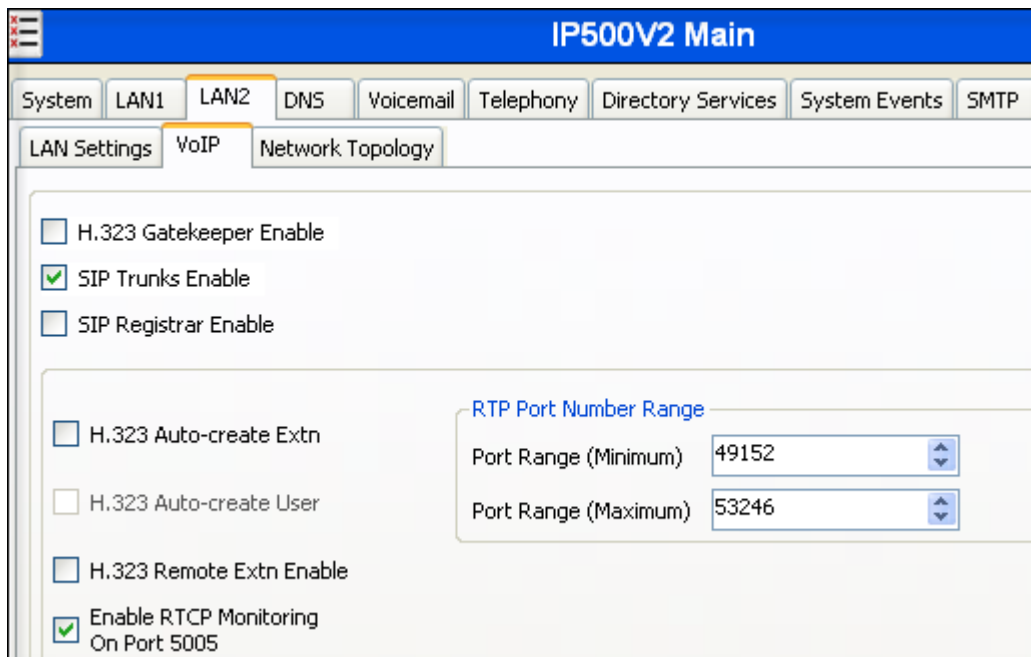 IP500V2 Main
System LAN1 LAN2 DNS Voicemail Telephony Directory Services System Events SMTP
LAN Settings VoIP Network Topology
H.323 Gatekeeper Enable
SIP Trunks Enable
SIP Registrar Enable
H.323 Auto-create Extn
H.323 Auto-create User
H.323 Remote Extn Enable
Enable RTCP Monitoring
On Port 5005
RTP Port Number Range
Port Range (Minimum) 49152
Port Range (Maximum) 53246